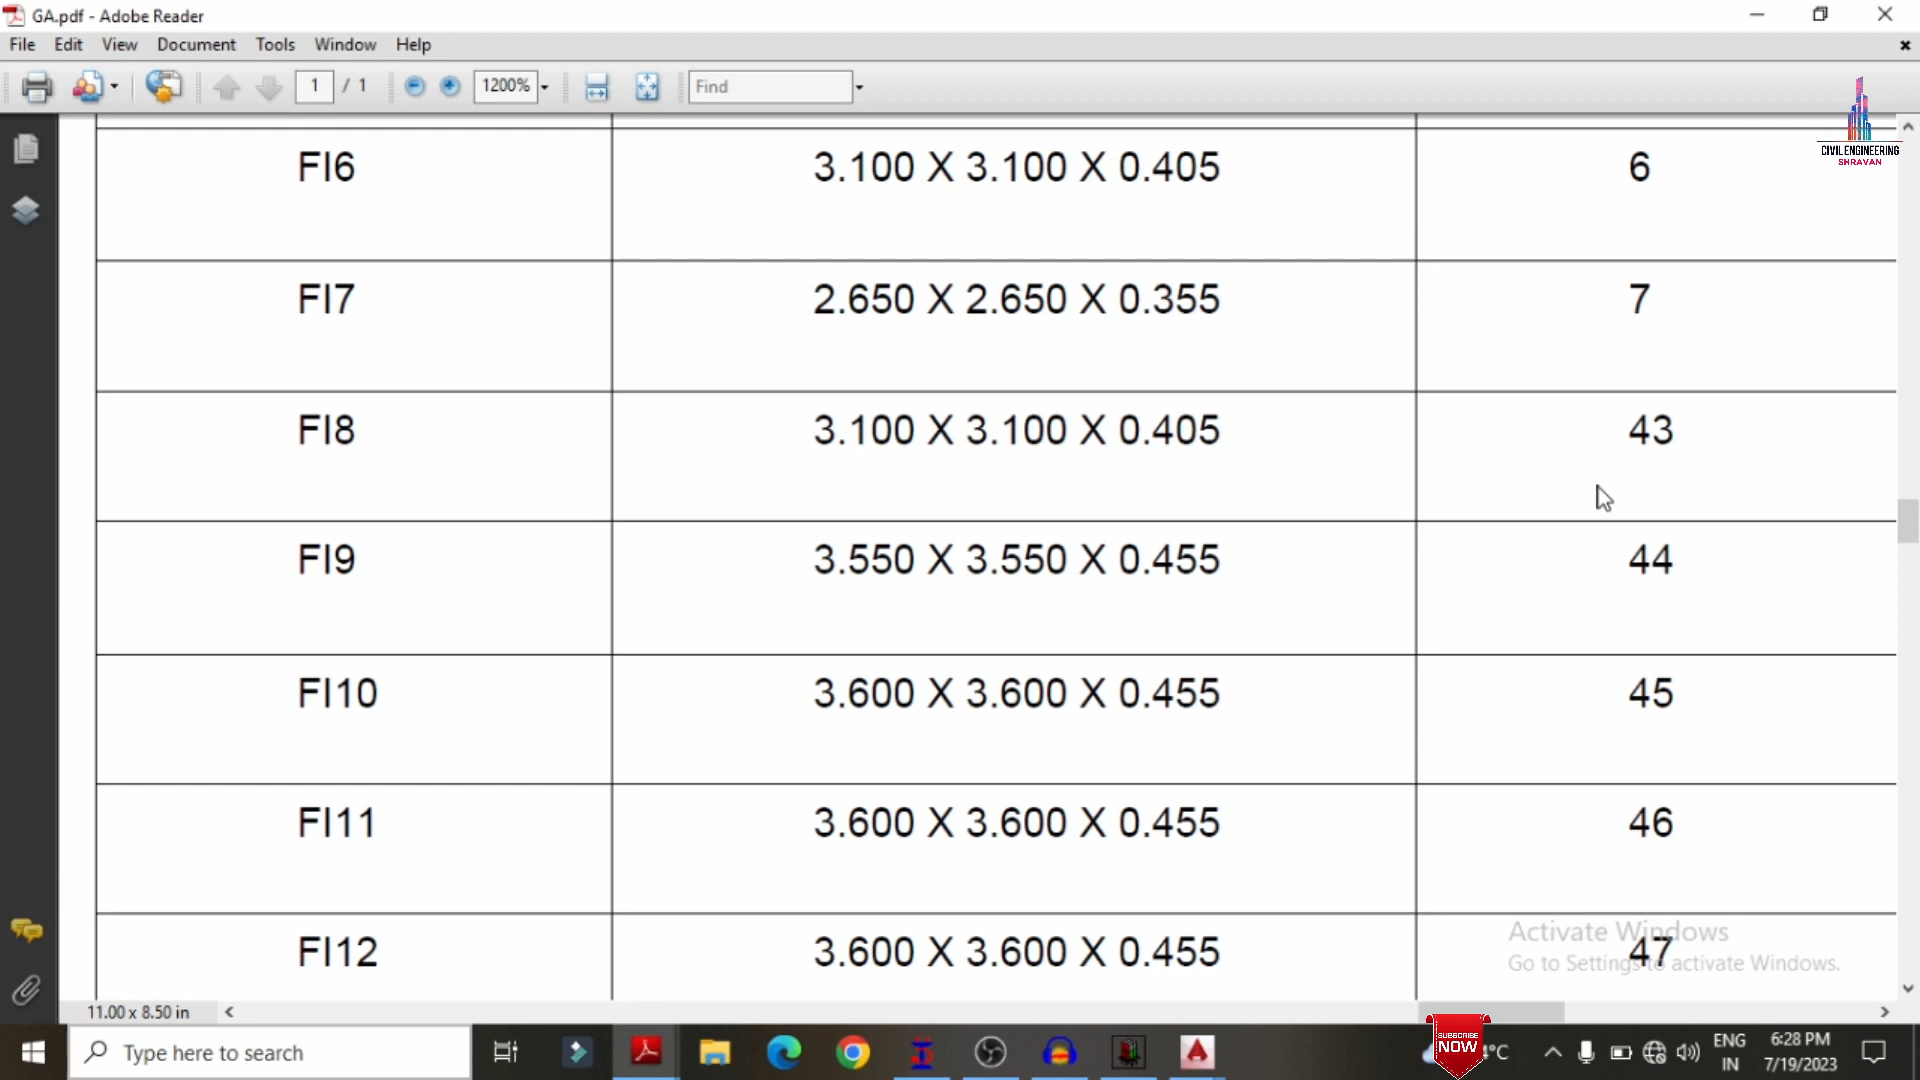 GA.pdf - Adobe Reader
File Edit View Document Tools Window Help
1 / 1 1200% Find
CIVILENGINEERING
SHRAVAN
FI6 3.100 X 3.100 X 0.405 6
FI7 2.650 X 2.650 X 0.355 7
FI8 3.100 X 3.100 X 0.405 43
FI9 3.550 X 3.550 X 0.455 44
FI10 3.600 X 3.600 X 0.455 45
FI11 3.600 X 3.600 X 0.455 46
FI12 3.600 X 3.600 X 0.455 47
Activate Windows
Go to Settings to activate Windows.
11.00 x 8.50 in
Type here to search
SUBSCRIBE
NOW
ENG
IN
6:28 PM
7/19/2023